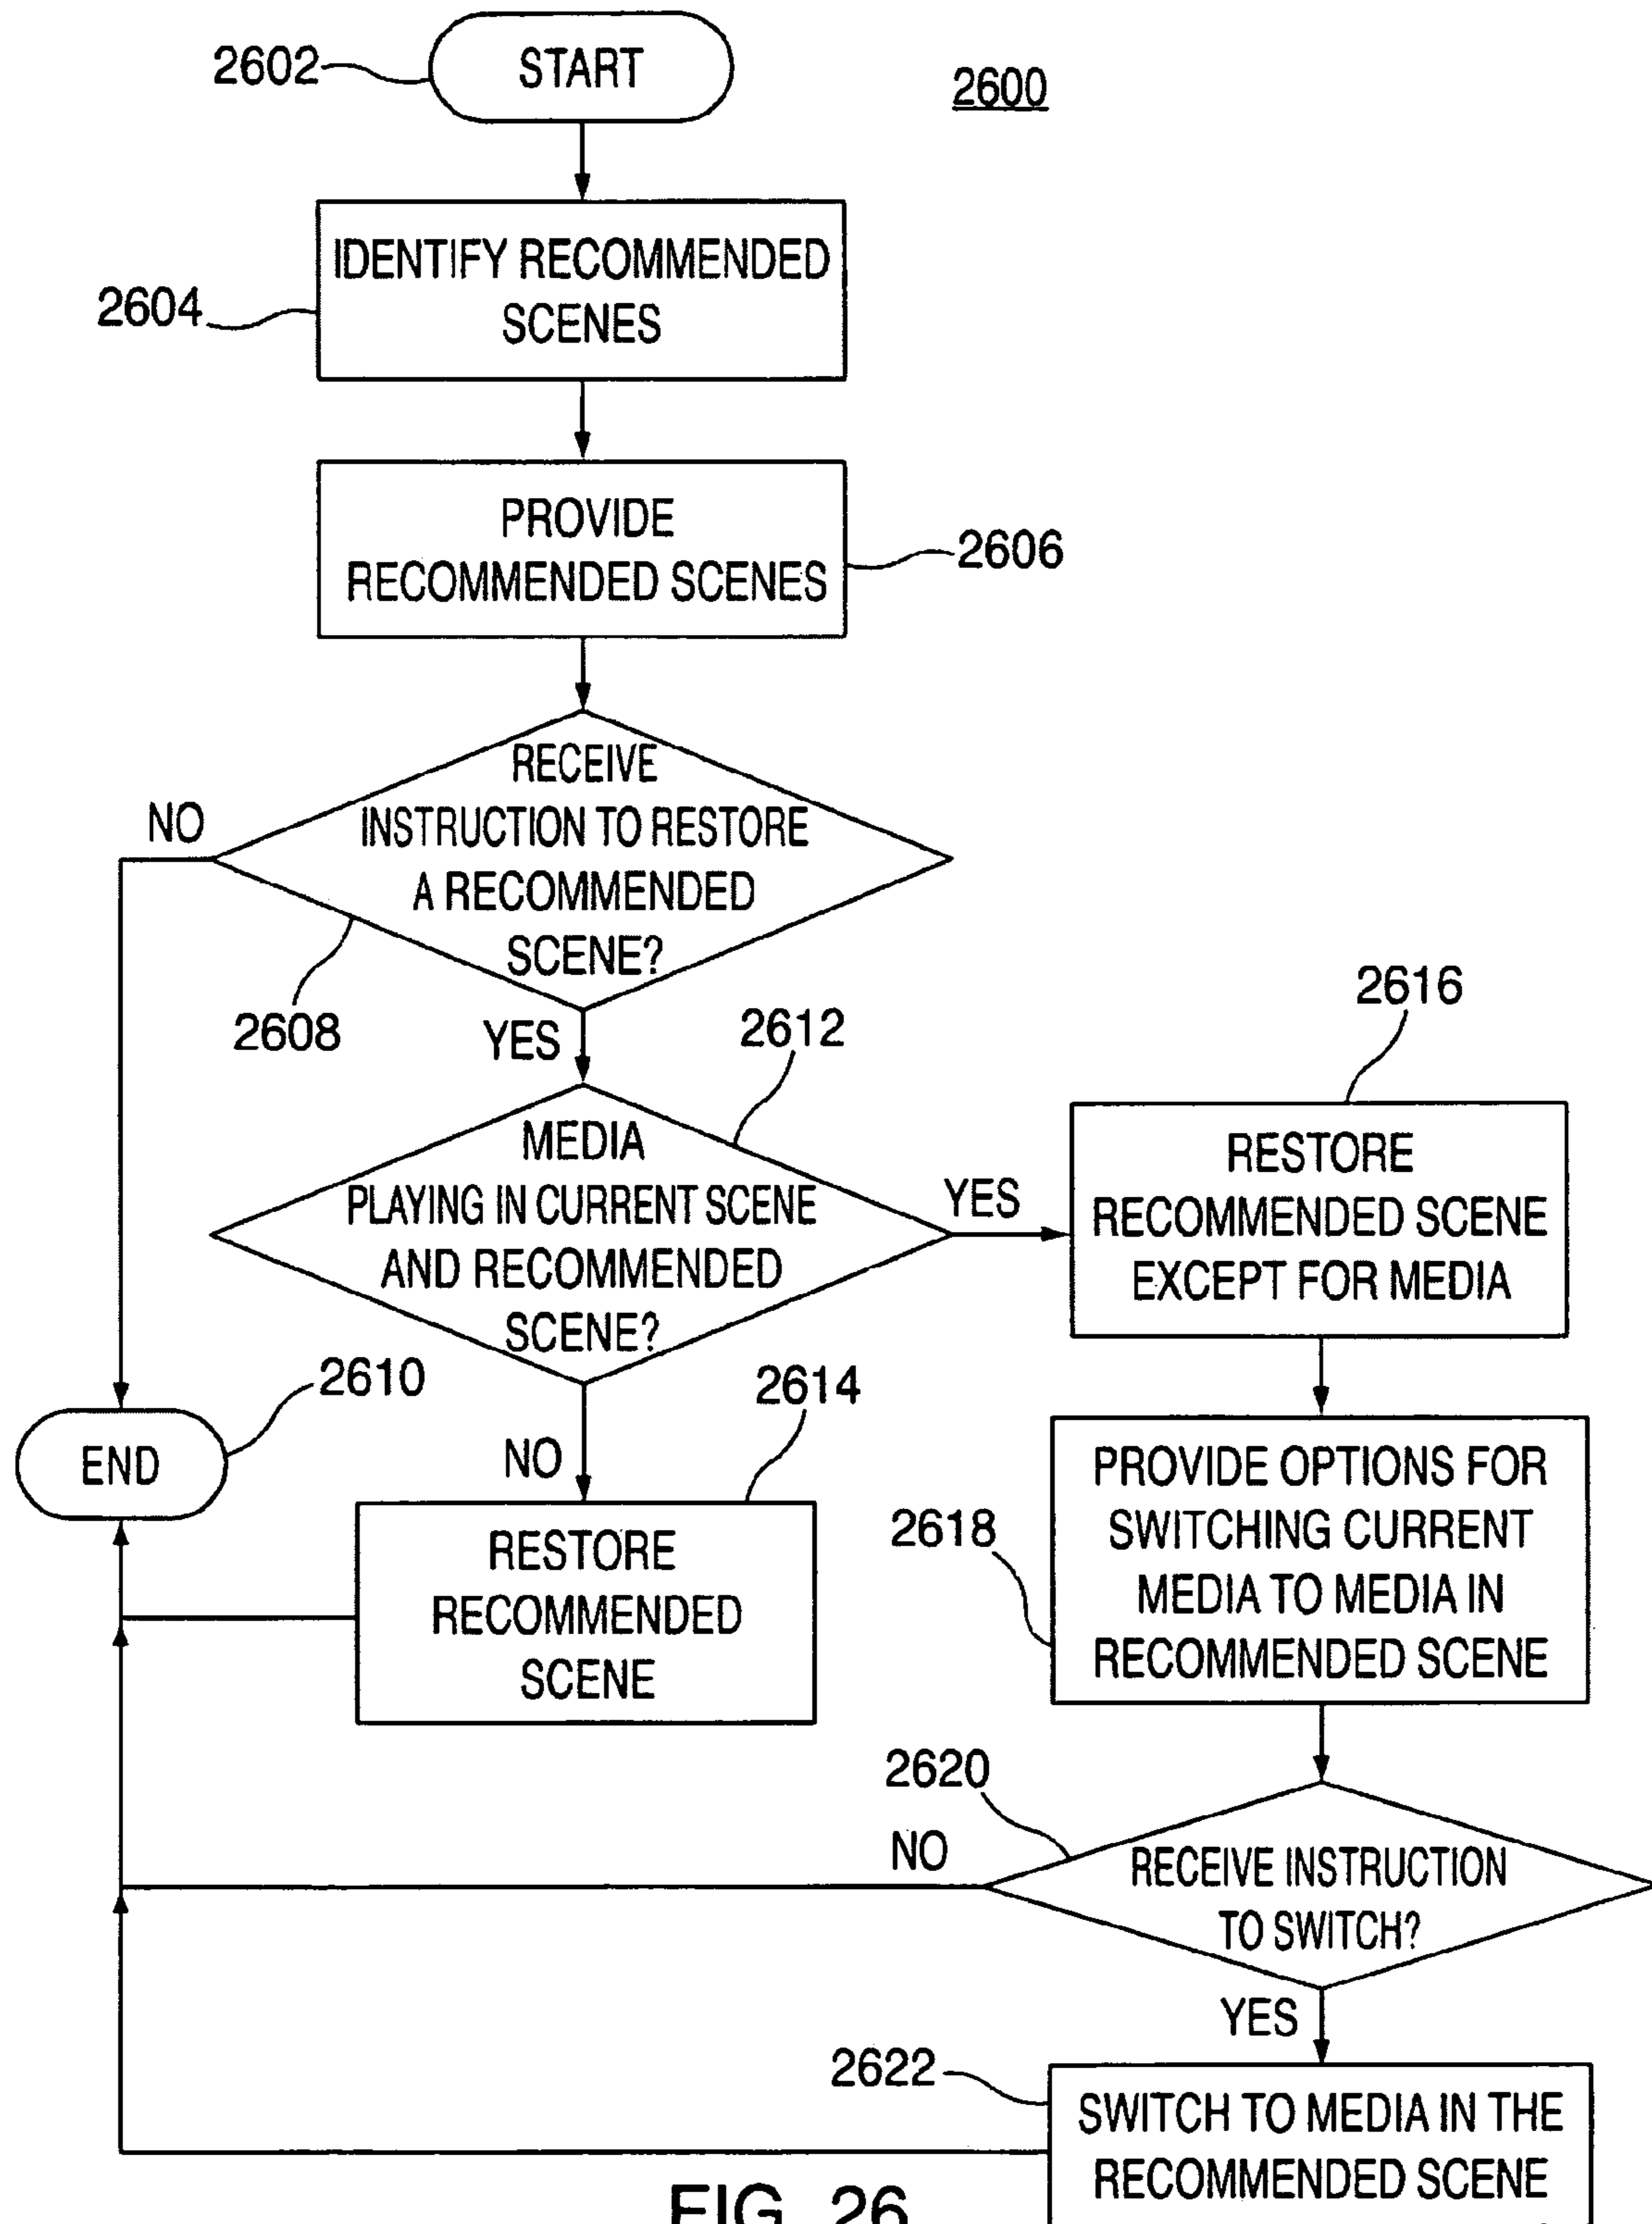 2602
START
2600
2604
IDENTIFY RECOMMENDED
SCENES
PROVIDE
RECOMMENDED SCENES
2606
NO
RECEIVE
INSTRUCTION TO RESTORE
A RECOMMENDED
SCENE?
2608
YES
2612
MEDIA
PLAYING IN CURRENT SCENE
AND RECOMMENDED
SCENE?
YES
2616
RESTORE
RECOMMENDED SCENE
EXCEPT FOR MEDIA
2610
END
NO
2614
RESTORE
RECOMMENDED
SCENE
2618
PROVIDE OPTIONS FOR
SWITCHING CURRENT
MEDIA TO MEDIA IN
RECOMMENDED SCENE
2620
NO
RECEIVE INSTRUCTION
TO SWITCH?
YES
2622
SWITCH TO MEDIA IN THE
RECOMMENDED SCENE
FIG. 26